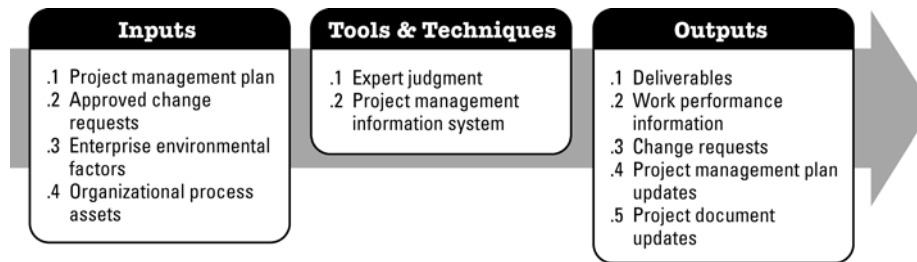 Inputs
.1 Project management plan
.2 Approved change
requests
.3 Enterprise environmental
factors
.4 Organizational process
assets
Tools & Techniques
.1 Expert judgment
.2 Project management
information system
Outputs
.1 Deliverables
.2 Work performance
information
.3 Change requests
.4 Project management plan
updates
.5 Project document
updates